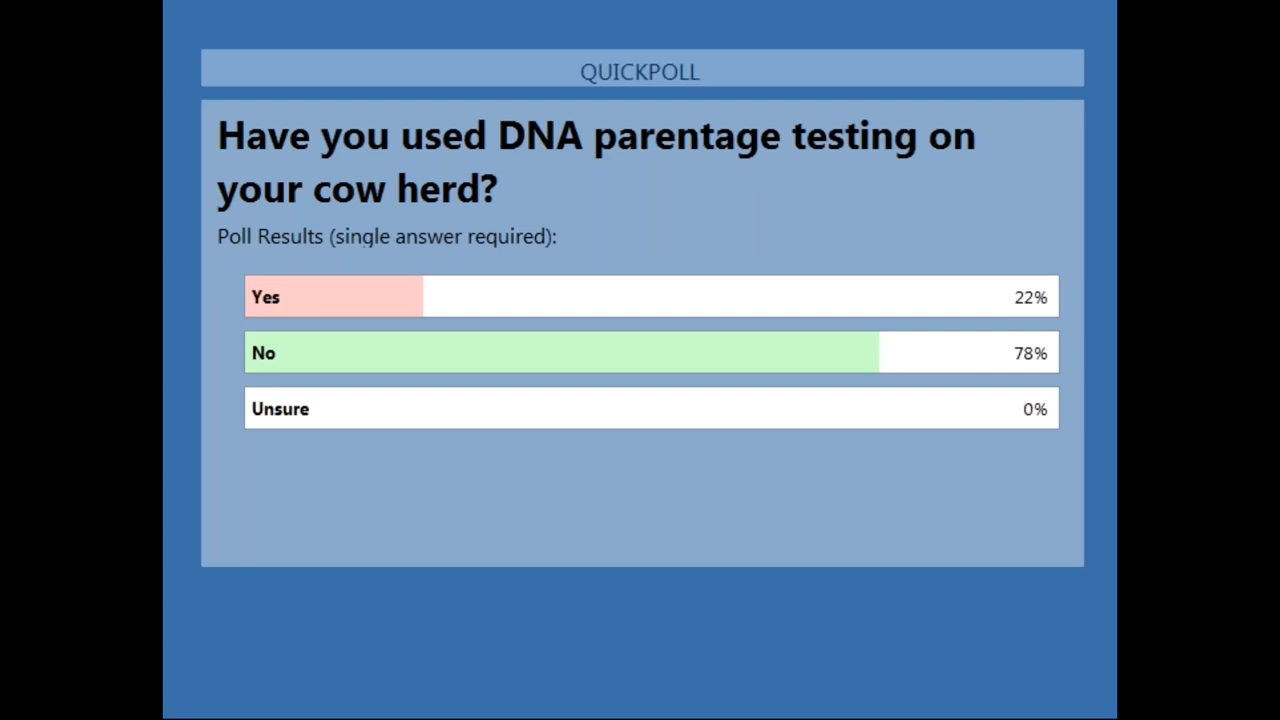 QUICKPOLL
Have you used DNA parentage testing on
your cow herd?
Poll Results (single answer required):
Yes 22%
No 78%
Unsure 0%